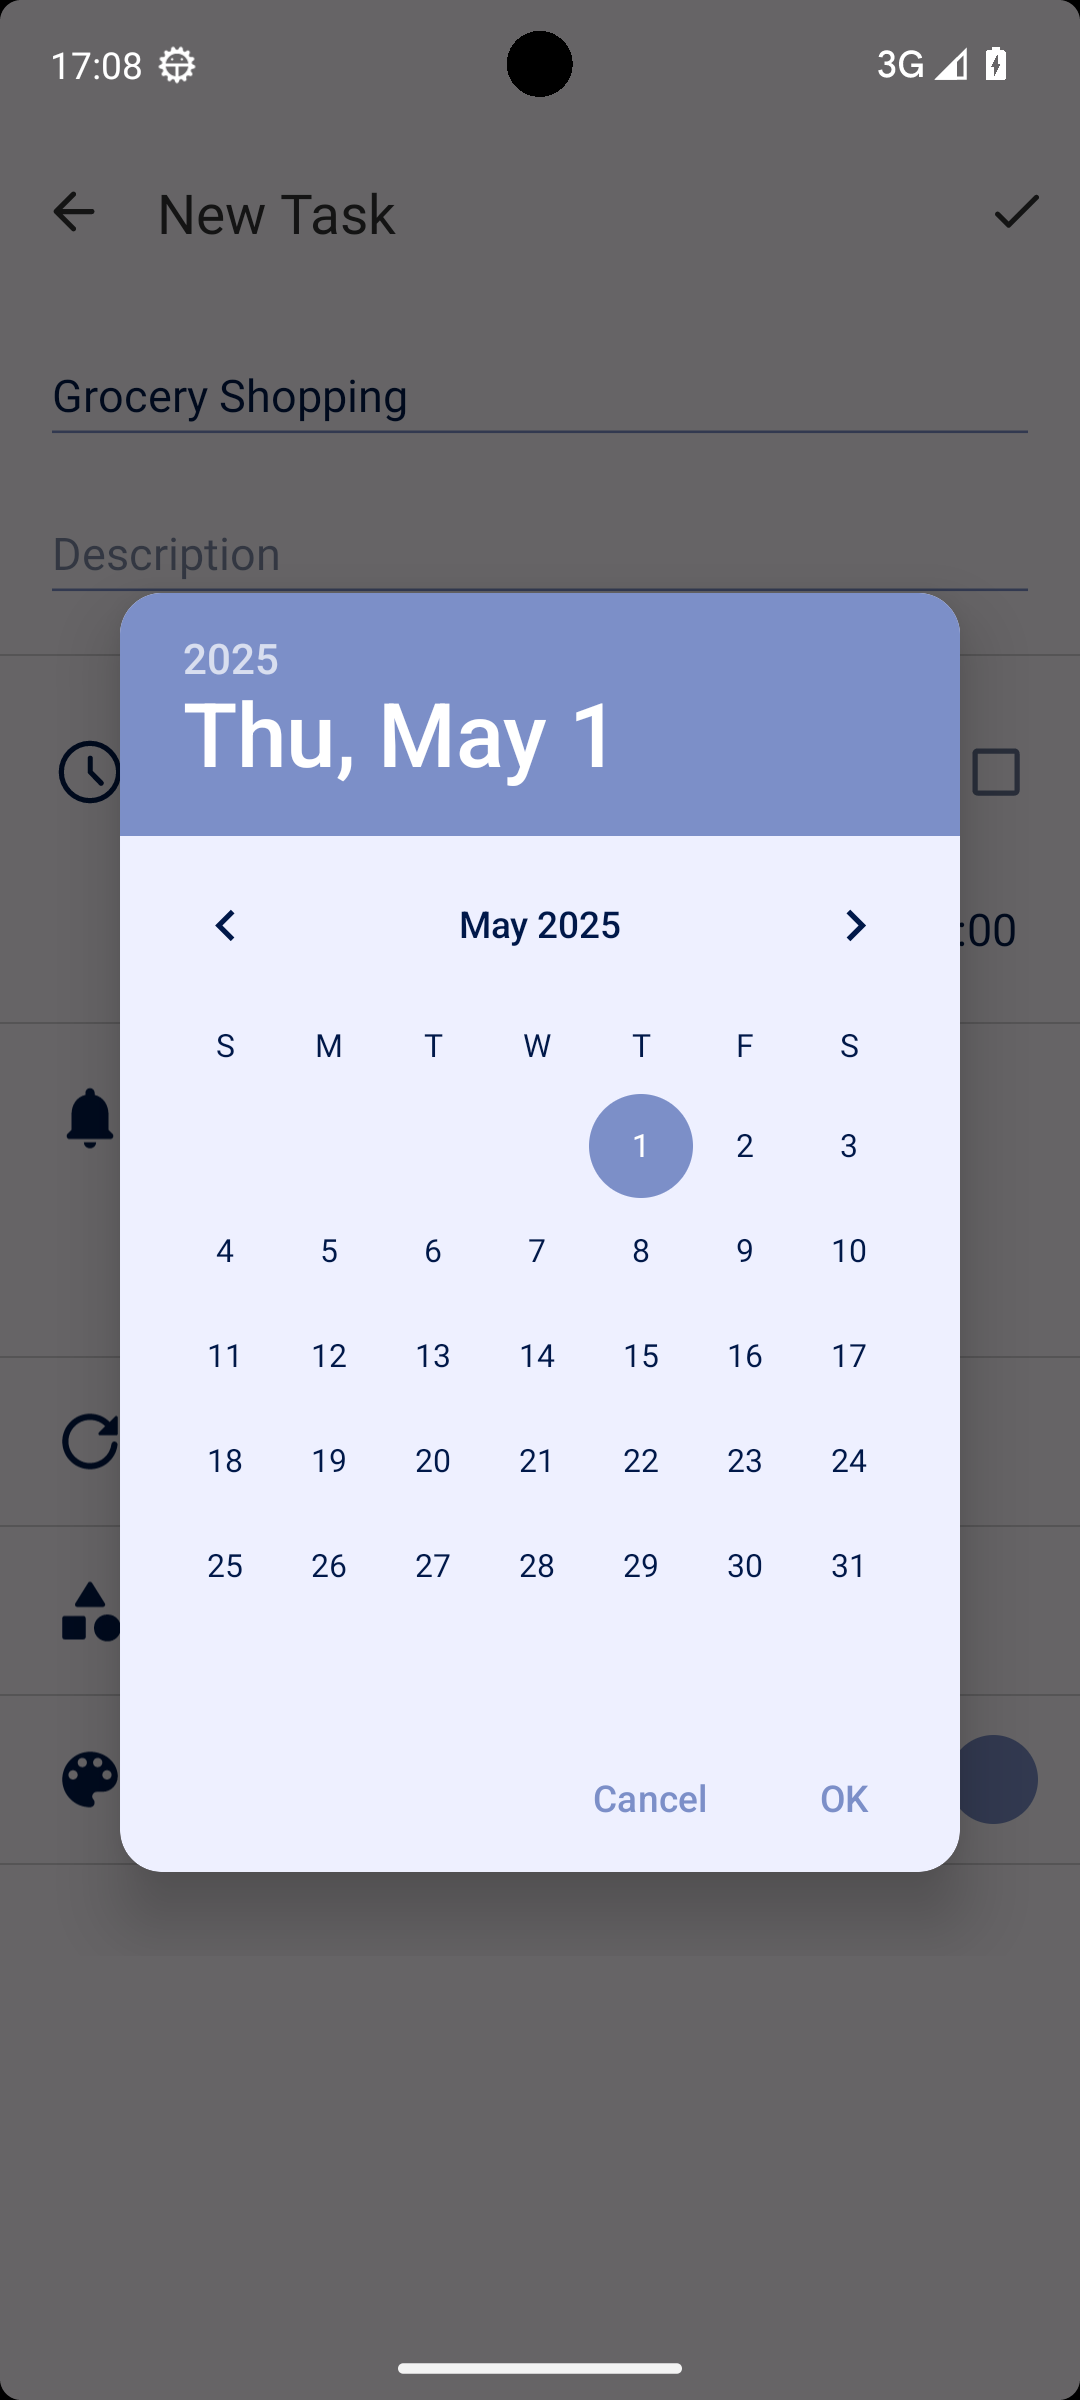 17:08
3G
New Task
Grocery Shopping
Description
2025
Thu, May 1
:00
May 2025
S M T W T F S
1 2 3
4 5 6 7 8 9 10
11 12 13 14 15 16 17
18 19 20 21 22 23 24
25 26 27 28 29 30 31
Cancel OK